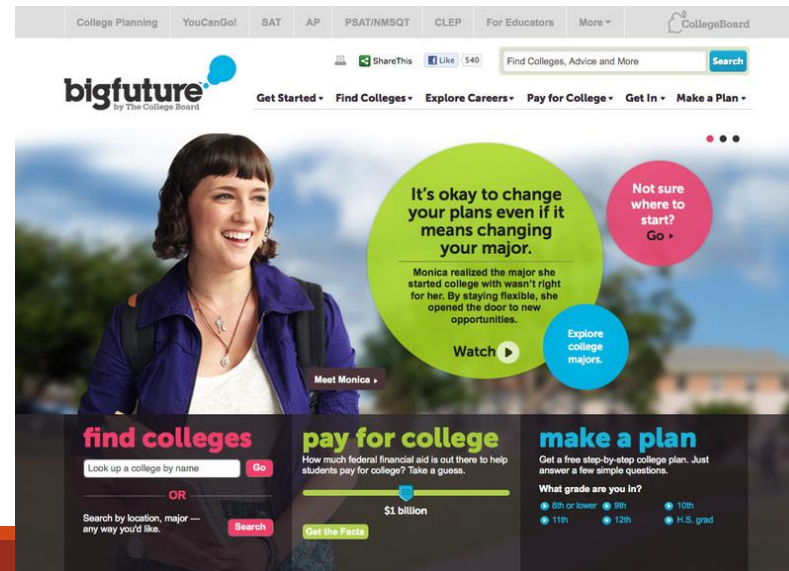 College Planning YouCanGo! SAT AP PSAT/NMSQT CLEP For Educators More CollegeBoard
ShareThis Like 540 Find Colleges, Advice and More Search
bigfuture
by The College Board
Get Started Find Colleges Explore Careers Pay for College Get In Make a Plan
It's okay to change
your plans even if it
means changing
your major.
Monica realized the major she
started college with wasn't right
for her. By staying flexible, she
opened the door to new
opportunities.
Watch
Not sure
where to
start?
Go
Explore
college
majors.
Meet Monica
find colleges
Look up a college by name Go
OR
Search by location, major —
any way you'd like.
Search
pay for college
How much federal financial aid is out there to help
students pay for college? Take a guess.
$1 billion
Get the Facts
make a plan
Get a free step-by-step college plan. Just
answer a few simple questions.
What grade are you in?
8th or lower 9th 10th
11th 12th H.S. grad